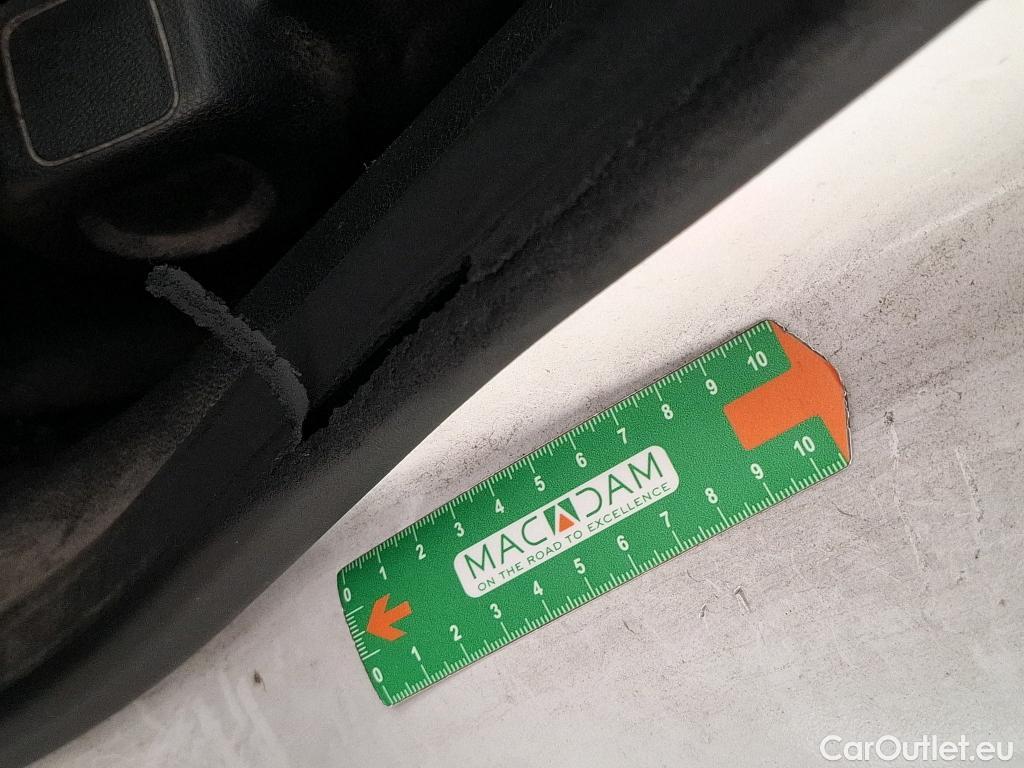 0 1 2 3 4 5 6 7 8 9 10
MACADAM
ON THE ROAD TO EXCELLENCE
0 1 2 3 4 5 6 7 8 9 10
CarOutlet.eu